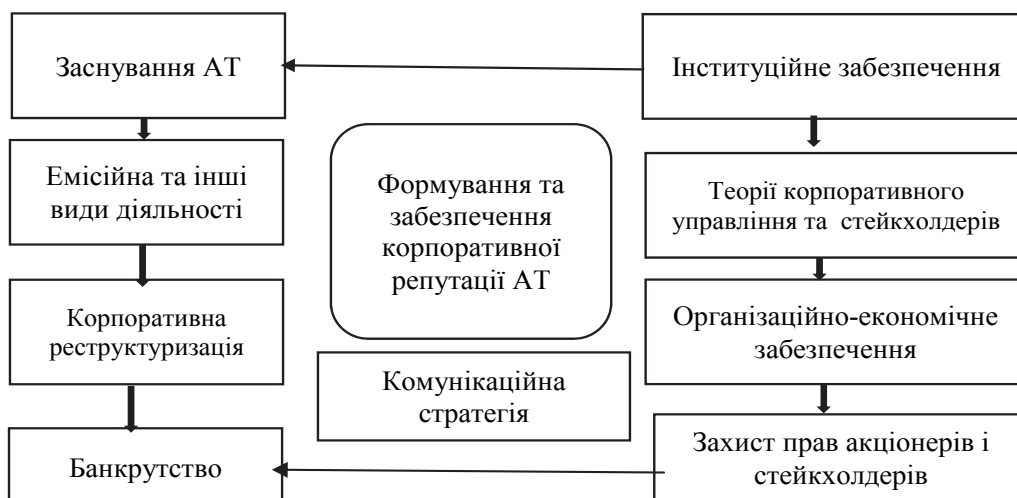 Заснування АТ
Інституційне забезпечення
Емісійна та інші
види діяльності
Формування та
забезпечення
корпоративної
репутації АТ
Теорії корпоративного
управління та стейкхолдерів
Корпоративна
реструктуризація
Організаційно-економічне
забезпечення
Комунікаційна
стратегія
Банкрутство
Захист прав акціонерів і
стейкхолдерів